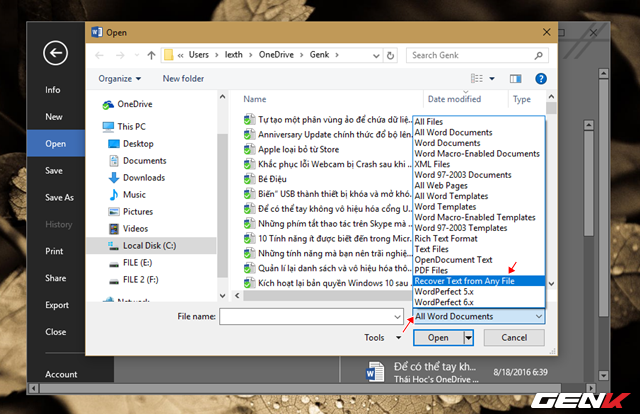 Open
Users > lexth > OneDrive > Genk
Search Genk
Organize
New folder
Info
New
Open
Save
Save As
History
Print
Share
Export
Close
Account
OneDrive
This PC
Desktop
Documents
Downloads
Music
Pictures
Videos
Local Disk (C:)
FILE (E:)
FILE 2 (F:)
Network
Name
Date modified
Type
Tự tạo một phân vùng ảo để chứa dữ liệ...
Anniversary Update chính thức đổ bộ lên...
Apple loại bỏ từ Store
Khắc phục lỗi Webcam bị Crash sau khi ...
Bé Điệu
Biến" USB thành thiết bị khóa và mở khó...
Để có thể tay không vô hiệu hóa cổng U...
Những phím tắt thao tác trên Skype mà ...
10 Tính năng ít được biết đến trong Micr...
Những tính năng mà bạn nên trãi nghiệ...
Quản lí lại danh sách và vô hiệu hóa thô...
Kích hoạt lại bản quyền Windows 10 sau ...
All Files
All Word Documents
Word Documents
Word Macro-Enabled Documents
XML Files
Word 97-2003 Documents
All Web Pages
All Word Templates
Word Templates
Word Macro-Enabled Templates
Word 97-2003 Templates
Rich Text Format
Text Files
OpenDocument Text
PDF Files
Recover Text from Any File
WordPerfect 5.x
WordPerfect 6.x
File name:
All Word Documents
Tools
Open
Cancel
Để có thể tay kh...
Thái Học's OneDrive ...
8/18/2016 6:39
GENK